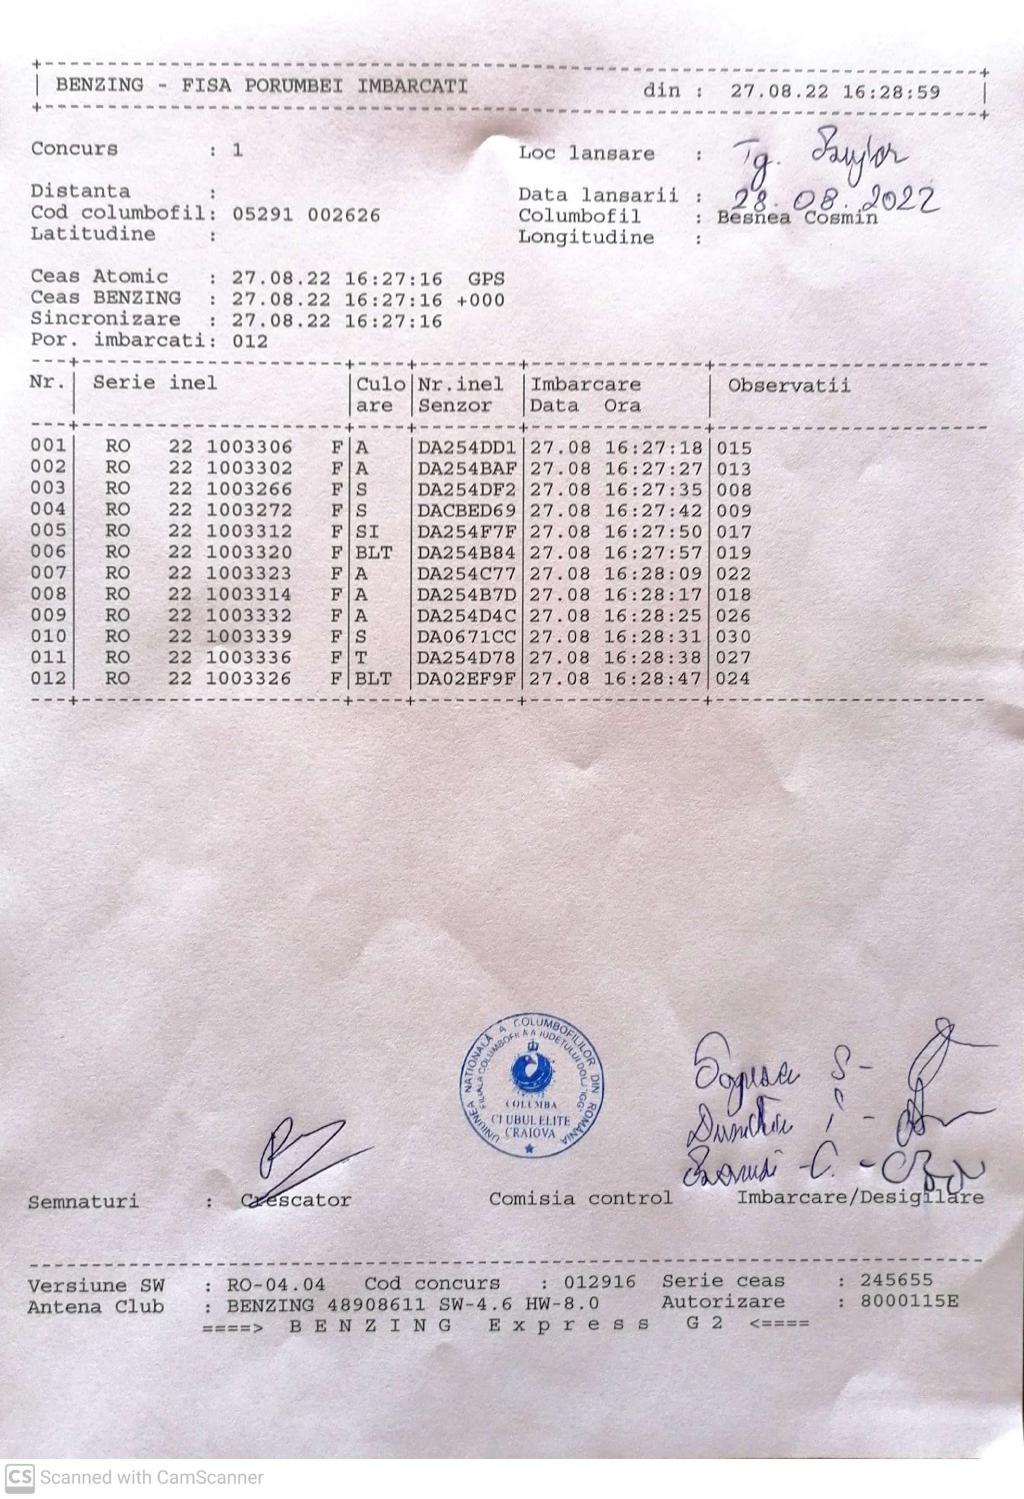 BENZING - FISA PORUMBEI IMBARCATI din : 27.08.22 16:28:59
Concurs : 1 Loc lansare : Tg.
Distanta : Data lansarii : 28.08.2022
Cod columbofil: 05291 002626 Columbofil : Besnea Cosmin
Latitudine : Longitudine :
Ceas Atomic : 27.08.22 16:27:16 GPS
Ceas BENZING : 27.08.22 16:27:16 +000
Sincronizare : 27.08.22 16:27:16
Por. imbarcati: 012
Nr. Serie inel Culo Nr.inel Imbarcare Observatii
are Senzor Data Ora
001 RO 22 1003306 F A DA254DD1 27.08 16:27:18 015
002 RO 22 1003302 F A DA254BAF 27.08 16:27:27 013
003 RO 22 1003266 F S DA254DF2 27.08 16:27:35 008
004 RO 22 1003272 F S DACBED69 27.08 16:27:42 009
005 RO 22 1003312 F SI DA254F7F 27.08 16:27:50 017
006 RO 22 1003320 F BLT DA254B84 27.08 16:27:57 019
007 RO 22 1003323 F A DA254C77 27.08 16:28:09 022
008 RO 22 1003314 F A DA254B7D 27.08 16:28:17 018
009 RO 22 1003332 F A DA254D4C 27.08 16:28:25 026
010 RO 22 1003339 F S DA0671CC 27.08 16:28:31 030
011 RO 22 1003336 F T DA254D78 27.08 16:28:38 027
012 RO 22 1003326 F BLT DA02EF9F 27.08 16:28:47 024
UNIUNEA NATIONALĂ A COLUMBOFILILOR DIN ROMÂNIA
FILIALA COLUMBOFILĂ A JUDETULUI DOLJ
COLUMBA
CLUBUL ELITE
CRAIOVA
Semnaturi : Crescator Comisia control Imbarcare/Desigilare
Versiune SW : RO-04.04 Cod concurs : 012916 Serie ceas : 245655
Antena Club : BENZING 48908611 SW-4.6 HW-8.0 Autorizare : 8000115E
====> B E N Z I N G E x p r e s s G 2 <====
CS Scanned with CamScanner